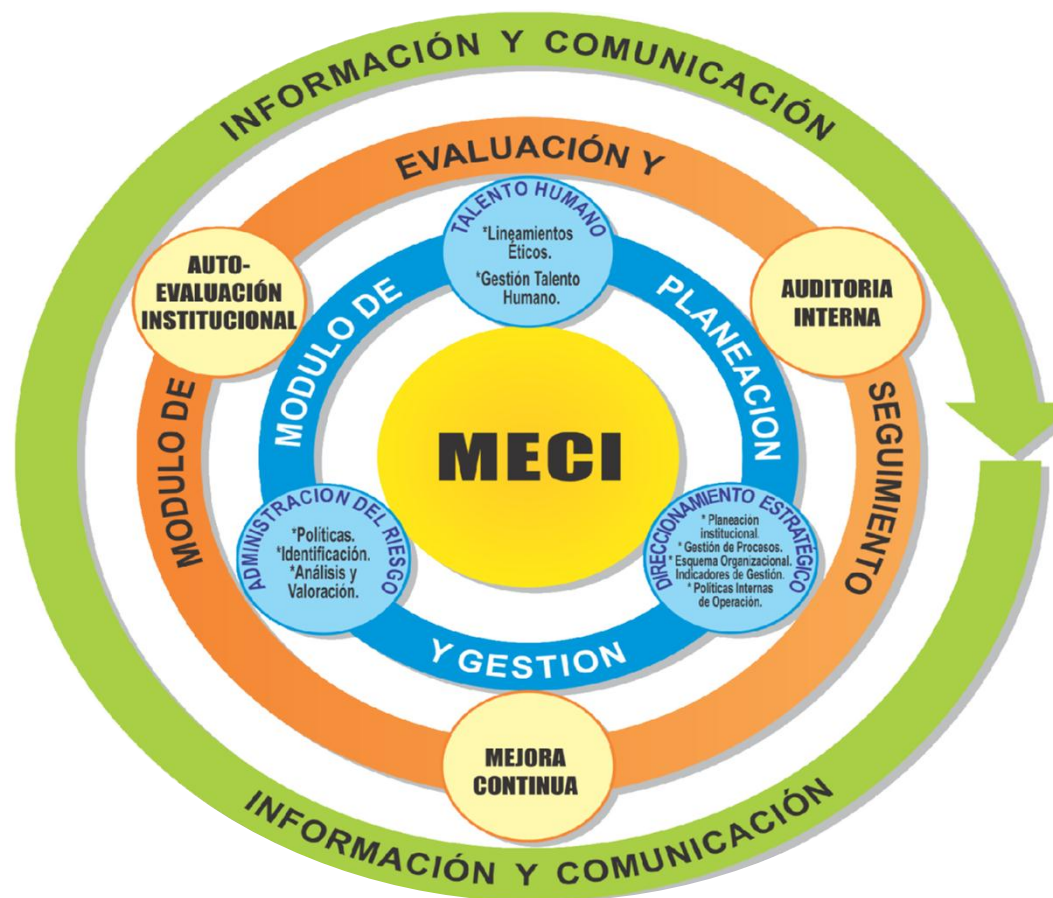 INFORMACIÓN Y COMUNICACIÓN
MODULO DE EVALUACIÓN Y SEGUIMIENTO
AUTO-
EVALUACIÓN
INSTITUCIONAL
AUDITORIA
INTERNA
MEJORA
CONTINUA
MODULO DE PLANEACION Y GESTION
TALENTO HUMANO
*Lineamientos
Éticos.
*Gestión Talento
Humano.
ADMINISTRACION DEL RIESGO
*Políticas.
*Identificación.
*Análisis y
Valoración.
DIRECCIONAMIENTO ESTRATÉGICO
* Planeación
institucional.
* Gestión de Procesos.
* Esquema Organizacional.
Indicadores de Gestión.
* Políticas Internas
de Operación.
MECI
INFORMACIÓN Y COMUNICACIÓN